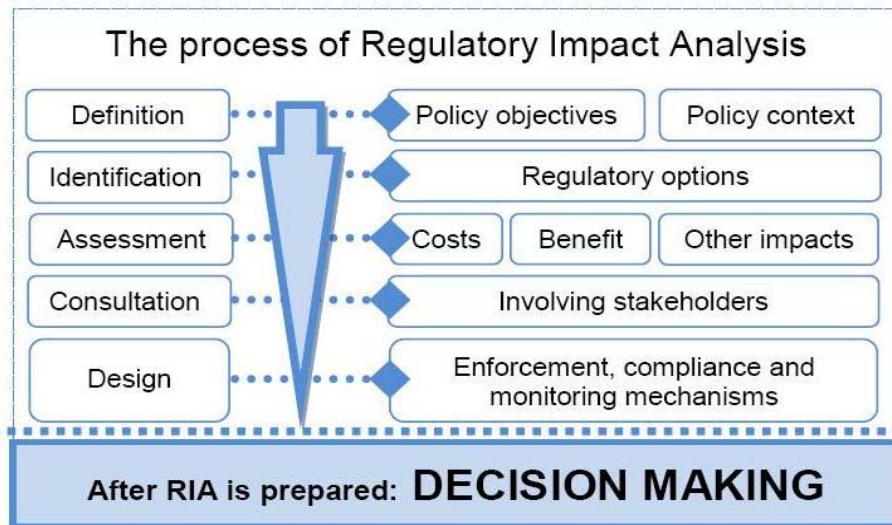 The process of Regulatory Impact Analysis
Definition
Policy objectives
Policy context
Identification
Regulatory options
Assessment
Costs
Benefit
Other impacts
Consultation
Involving stakeholders
Design
Enforcement, compliance and
monitoring mechanisms
After RIA is prepared: DECISION MAKING